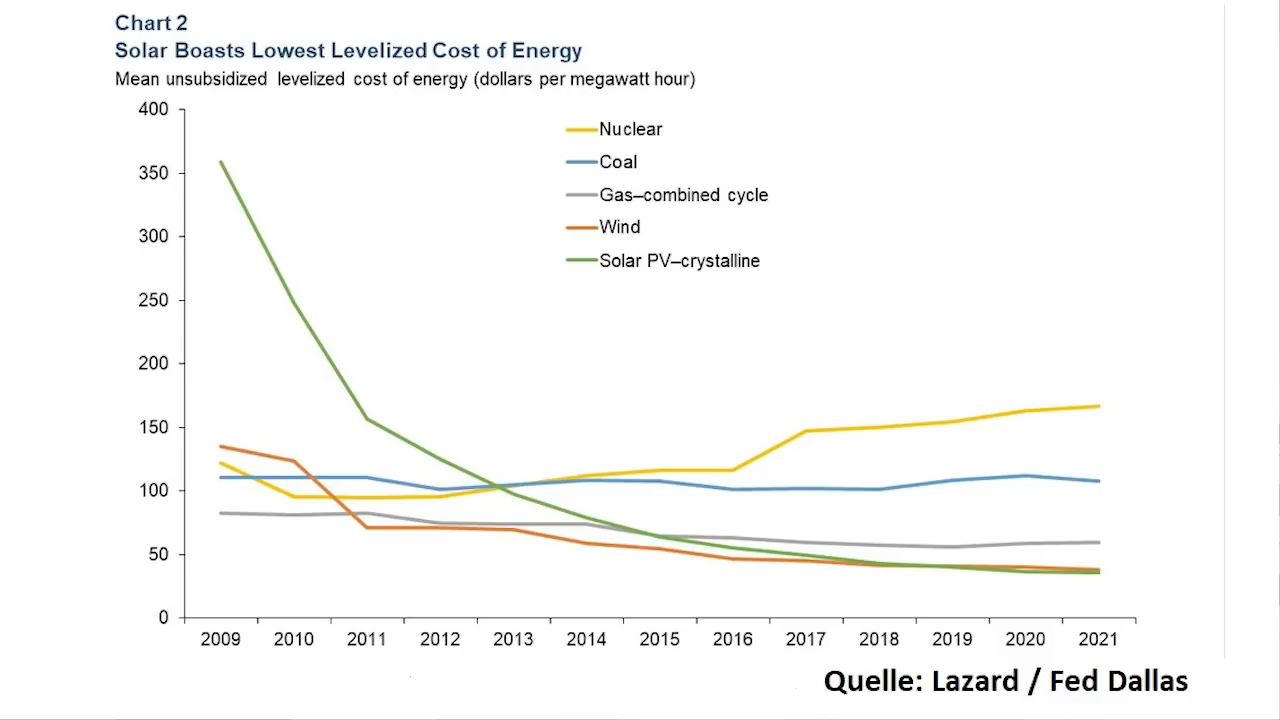 Chart 2
Solar Boasts Lowest Levelized Cost of Energy
Mean unsubsidized levelized cost of energy (dollars per megawatt hour)
400
350
300
250
200
150
100
50
0
Nuclear
Coal
Gas–combined cycle
Wind
Solar PV–crystalline
2009 2010 2011 2012 2013 2014 2015 2016 2017 2018 2019 2020 2021
Quelle: Lazard / Fed Dallas